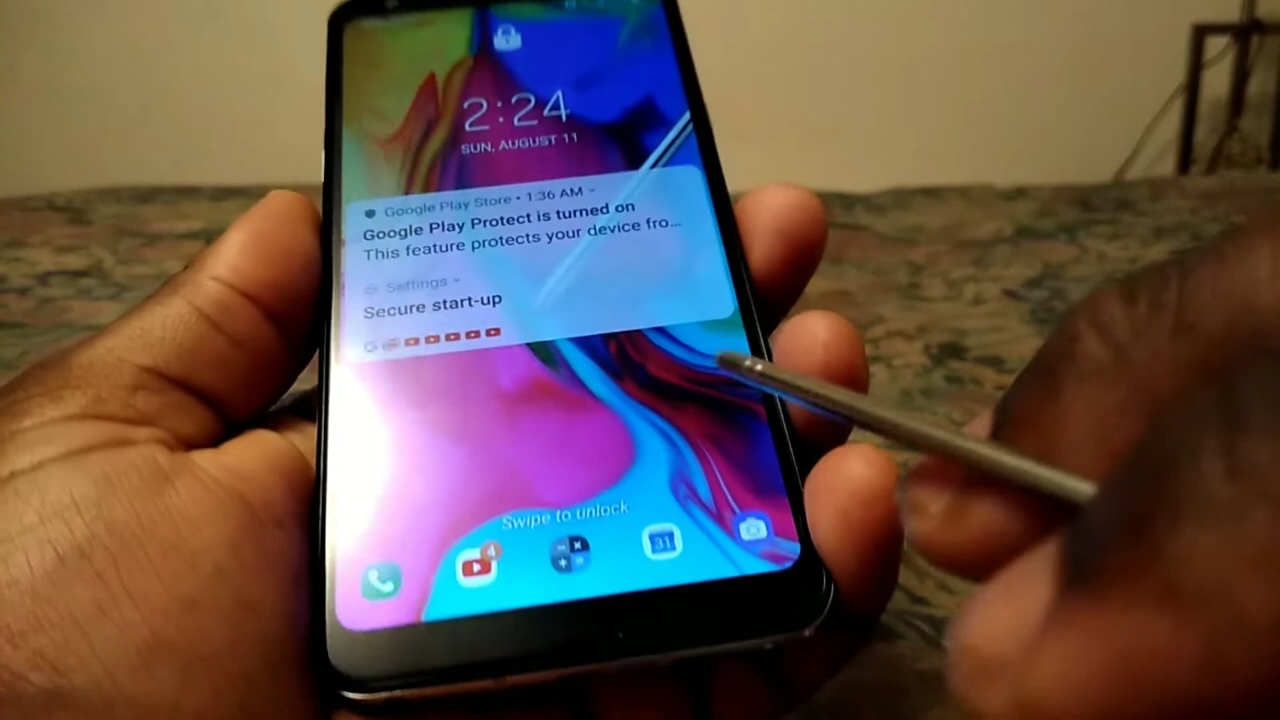 2:24
SUN, AUGUST 11
Google Play Store • 1:36 AM
Google Play Protect is turned on
This feature protects your device fro...
Settings
Secure start-up
Swipe to unlock
4
31